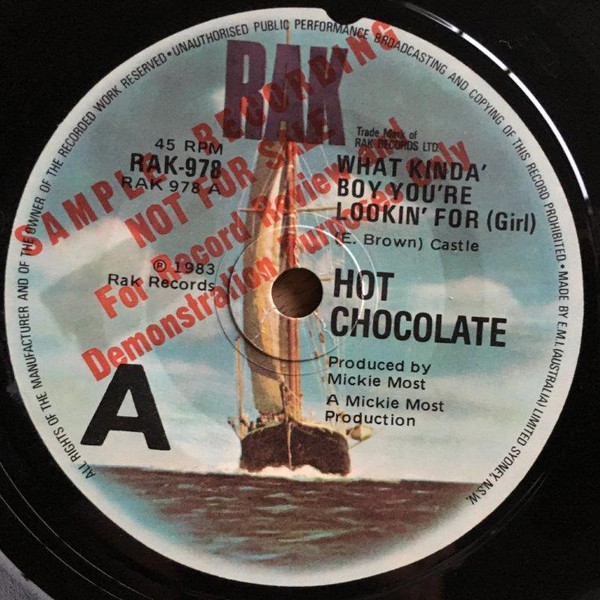 ALL RIGHTS OF THE MANUFACTURER AND OF THE OWNER OF THE RECORDED WORK RESERVED • UNAUTHORISED PUBLIC PERFORMANCE BROADCASTING AND COPYING OF THIS RECORD PROHIBITED • MADE BY E.M.I. (AUSTRALIA) LIMITED SYDNEY, N.S.W.
RAK
Trade Mark of
RAK RECORDS LTD.
SAMPLE RECORDING
NOT FOR SALE
For Record Review and
Demonstration Purposes Only
45 RPM
RAK-978
RAK 978 A
WHAT KINDA'
BOY YOU'RE
LOOKIN' FOR (Girl)
(E. Brown) Castle
℗ 1983
Rak Records
HOT
CHOCOLATE
Produced by
Mickie Most
A Mickie Most
Production
A